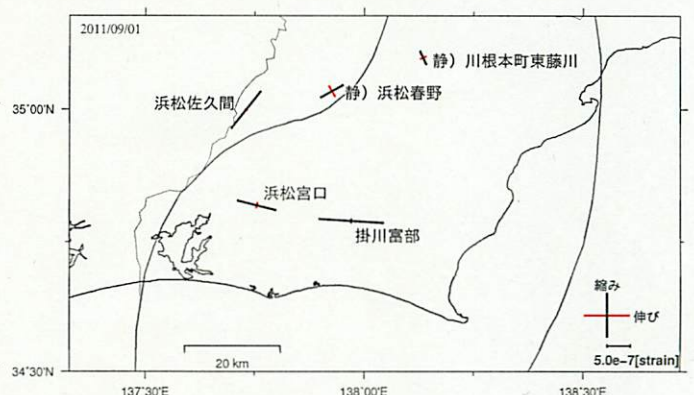 2011/09/01
静）川根本町東藤川
静）浜松春野
浜松佐久間
35°00'N
浜松宮口
掛川富部
縮み
伸び
5.0e-7[strain]
20 km
34°30'N
137°30'E
138°00'E
138°30'E